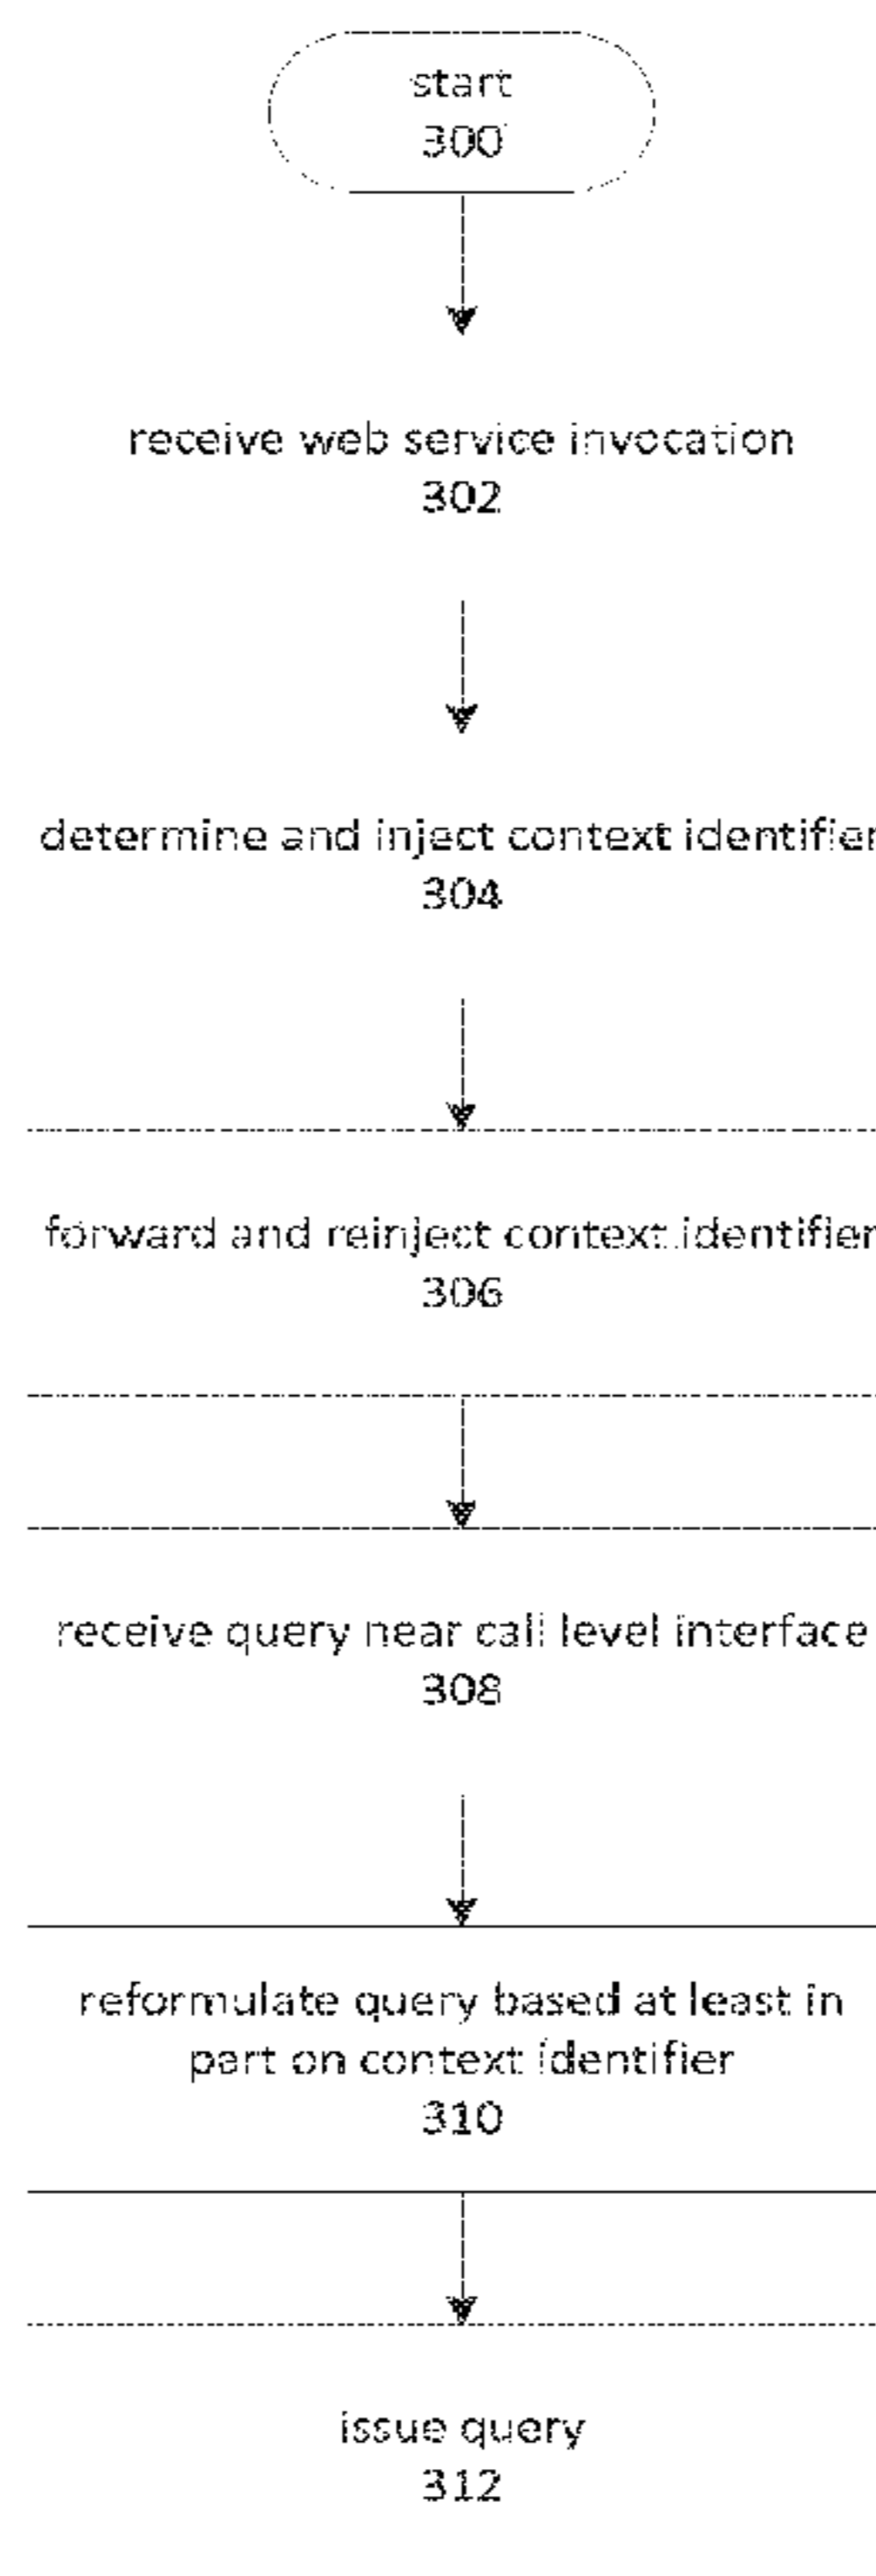 start
300
receive web service invocation
302
determine and inject context identifier
304
forward and reinject context identifier
306
receive query near call level interface
308
reformulate query based at least in
part on context identifier
310
issue query
312